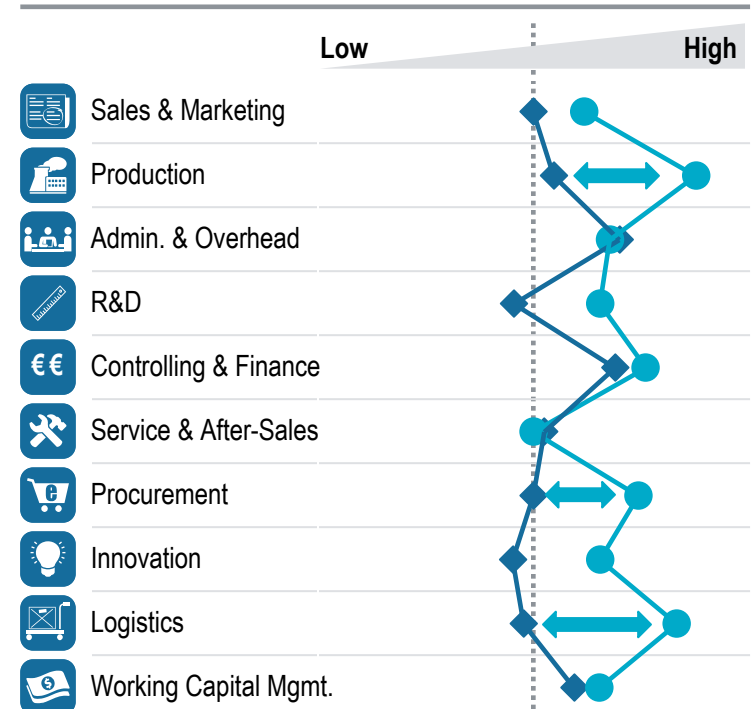 Low High
Sales & Marketing
Production
Admin. & Overhead
R&D
€€ Controlling & Finance
Service & After-Sales
e Procurement
Innovation
Logistics
$ Working Capital Mgmt.